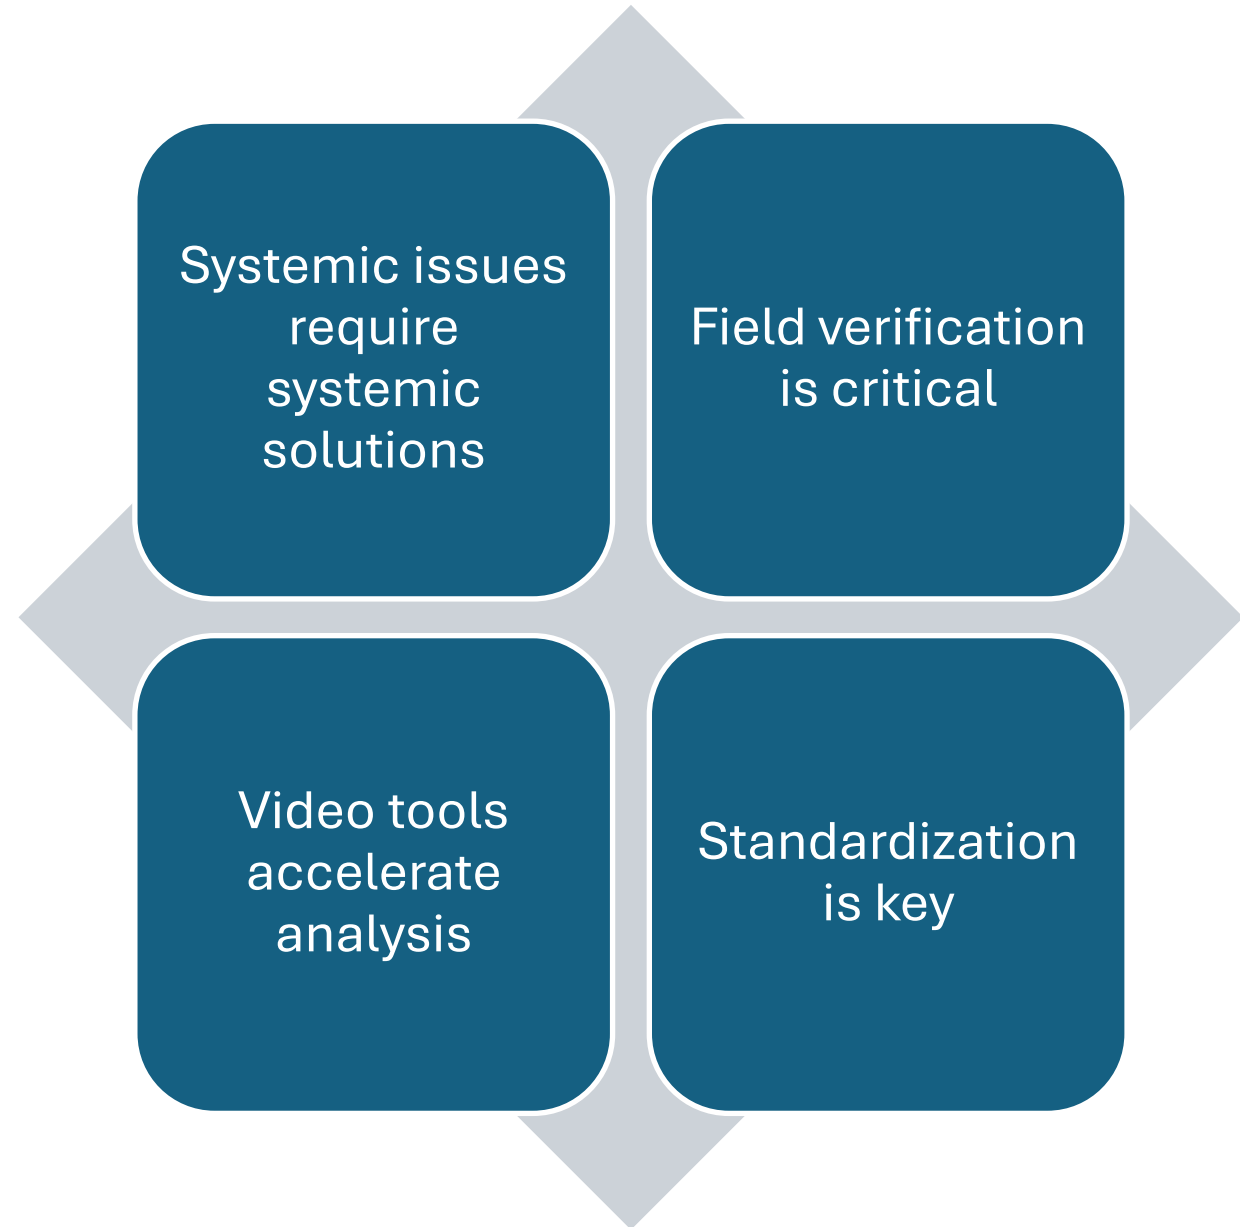 Systemic issues
require
systemic
solutions
Field verification
is critical
Video tools
accelerate
analysis
Standardization
is key